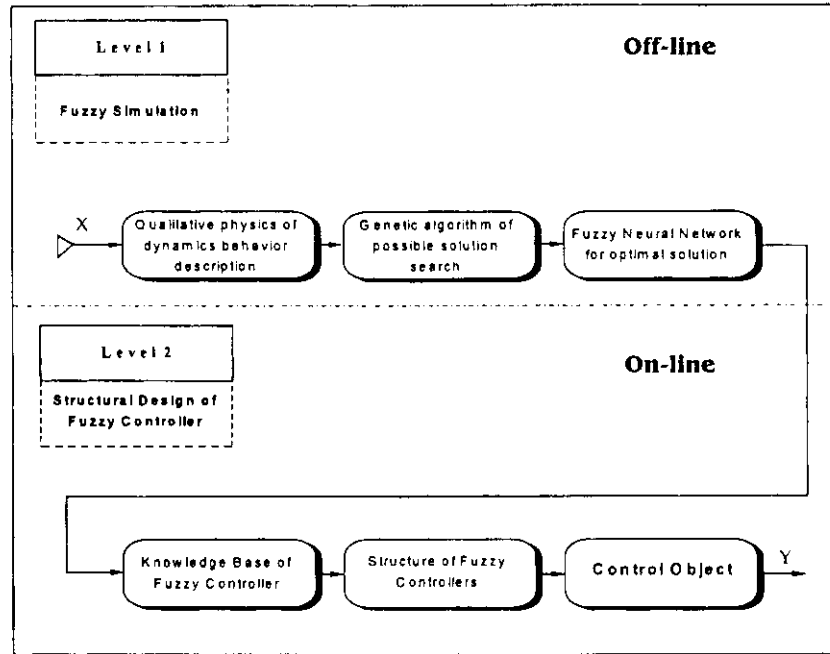 Level 1
Off-line
Fuzzy Simulation
X
Qualitative physics of
dynamics behavior
description
Genetic algorithm of
possible solution
search
Fuzzy Neural Network
for optimal solution
Level 2
On-line
Structural Design of
Fuzzy Controller
Knowledge Base of
Fuzzy Controller
Structure of Fuzzy
Controllers
Control Object
Y